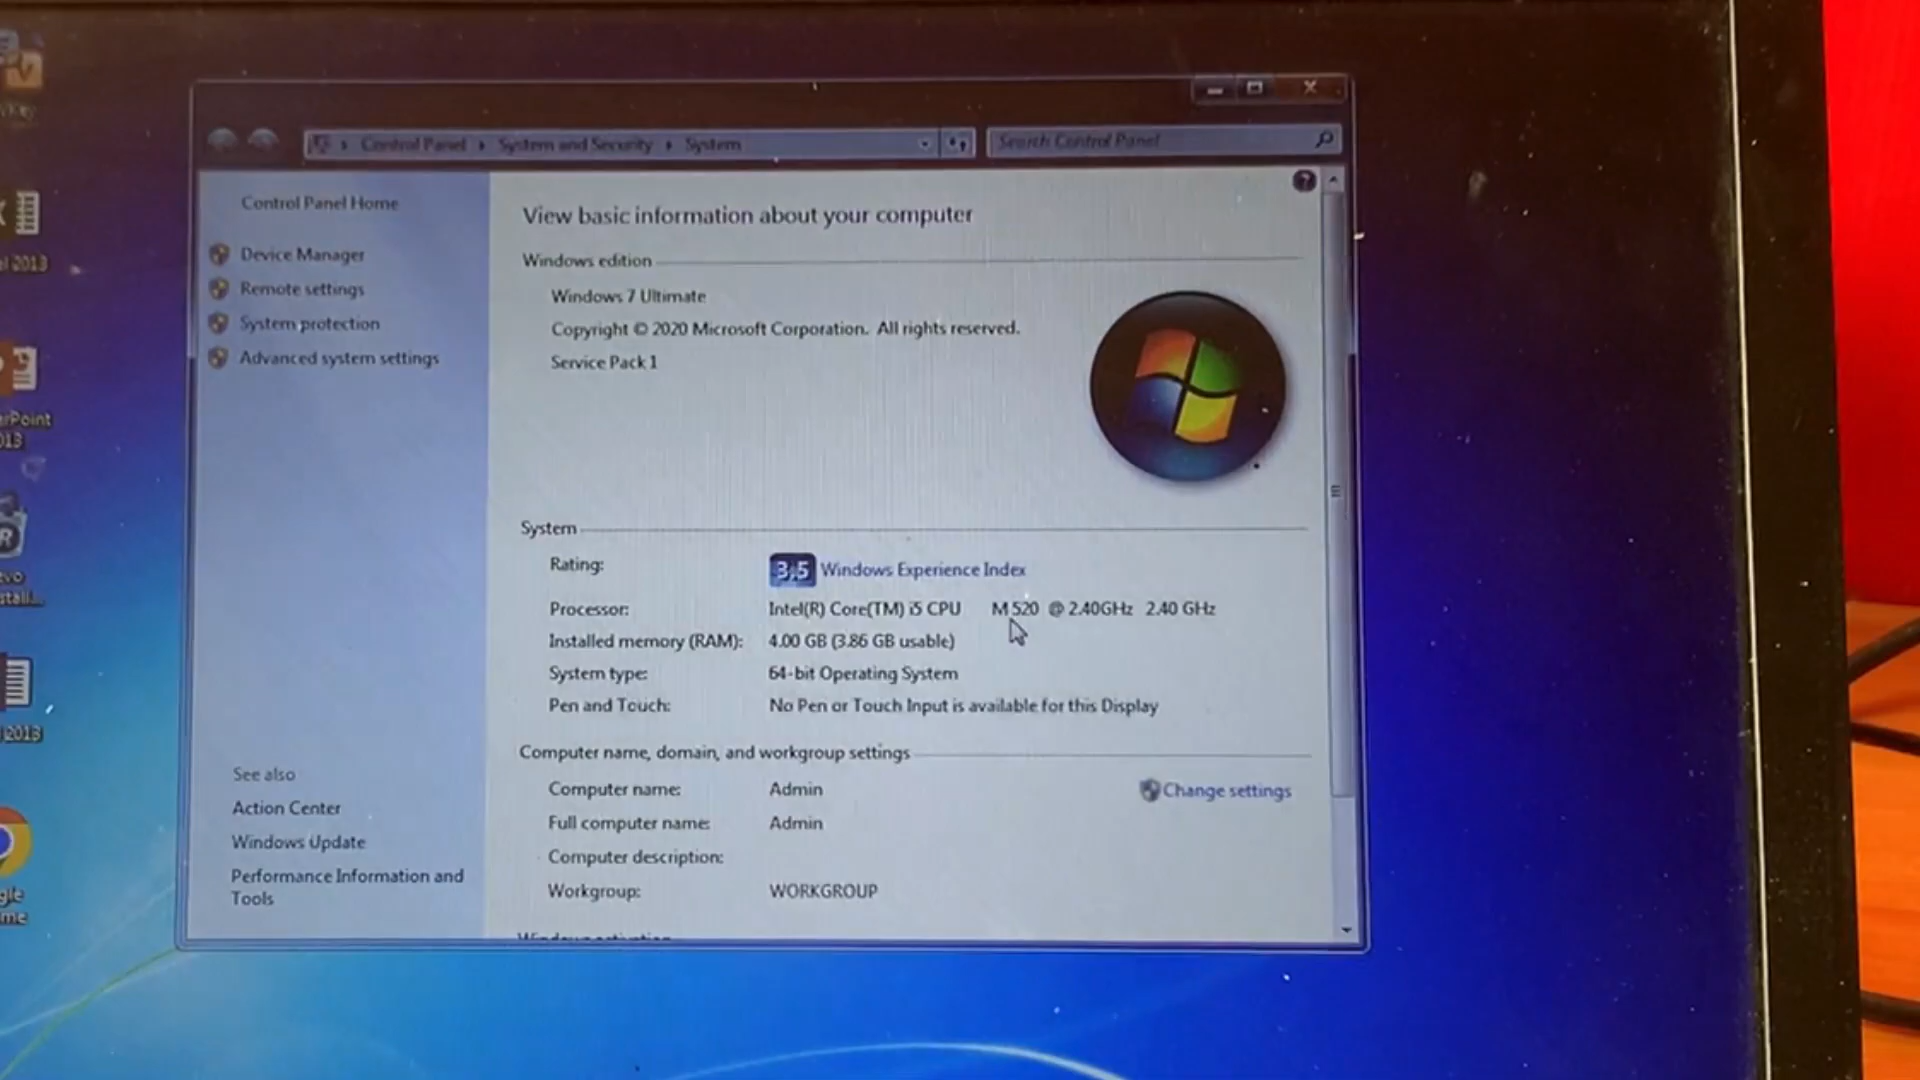 Control Panel
System and Security
System
Search Control Panel
Control Panel Home
Device Manager
Remote settings
System protection
Advanced system settings
See also
Action Center
Windows Update
Performance Information and
Tools
View basic information about your computer
Windows edition
Windows 7 Ultimate
Copyright © 2020 Microsoft Corporation. All rights reserved.
Service Pack 1
System
Rating: 3,5 Windows Experience Index
Processor: Intel(R) Core(TM) i5 CPU M 520 @ 2.40GHz 2.40 GHz
Installed memory (RAM): 4.00 GB (3.86 GB usable)
System type: 64-bit Operating System
Pen and Touch: No Pen or Touch Input is available for this Display
Computer name, domain, and workgroup settings
Computer name: Admin
Change settings
Full computer name: Admin
Computer description:
Workgroup: WORKGROUP
2013
2013